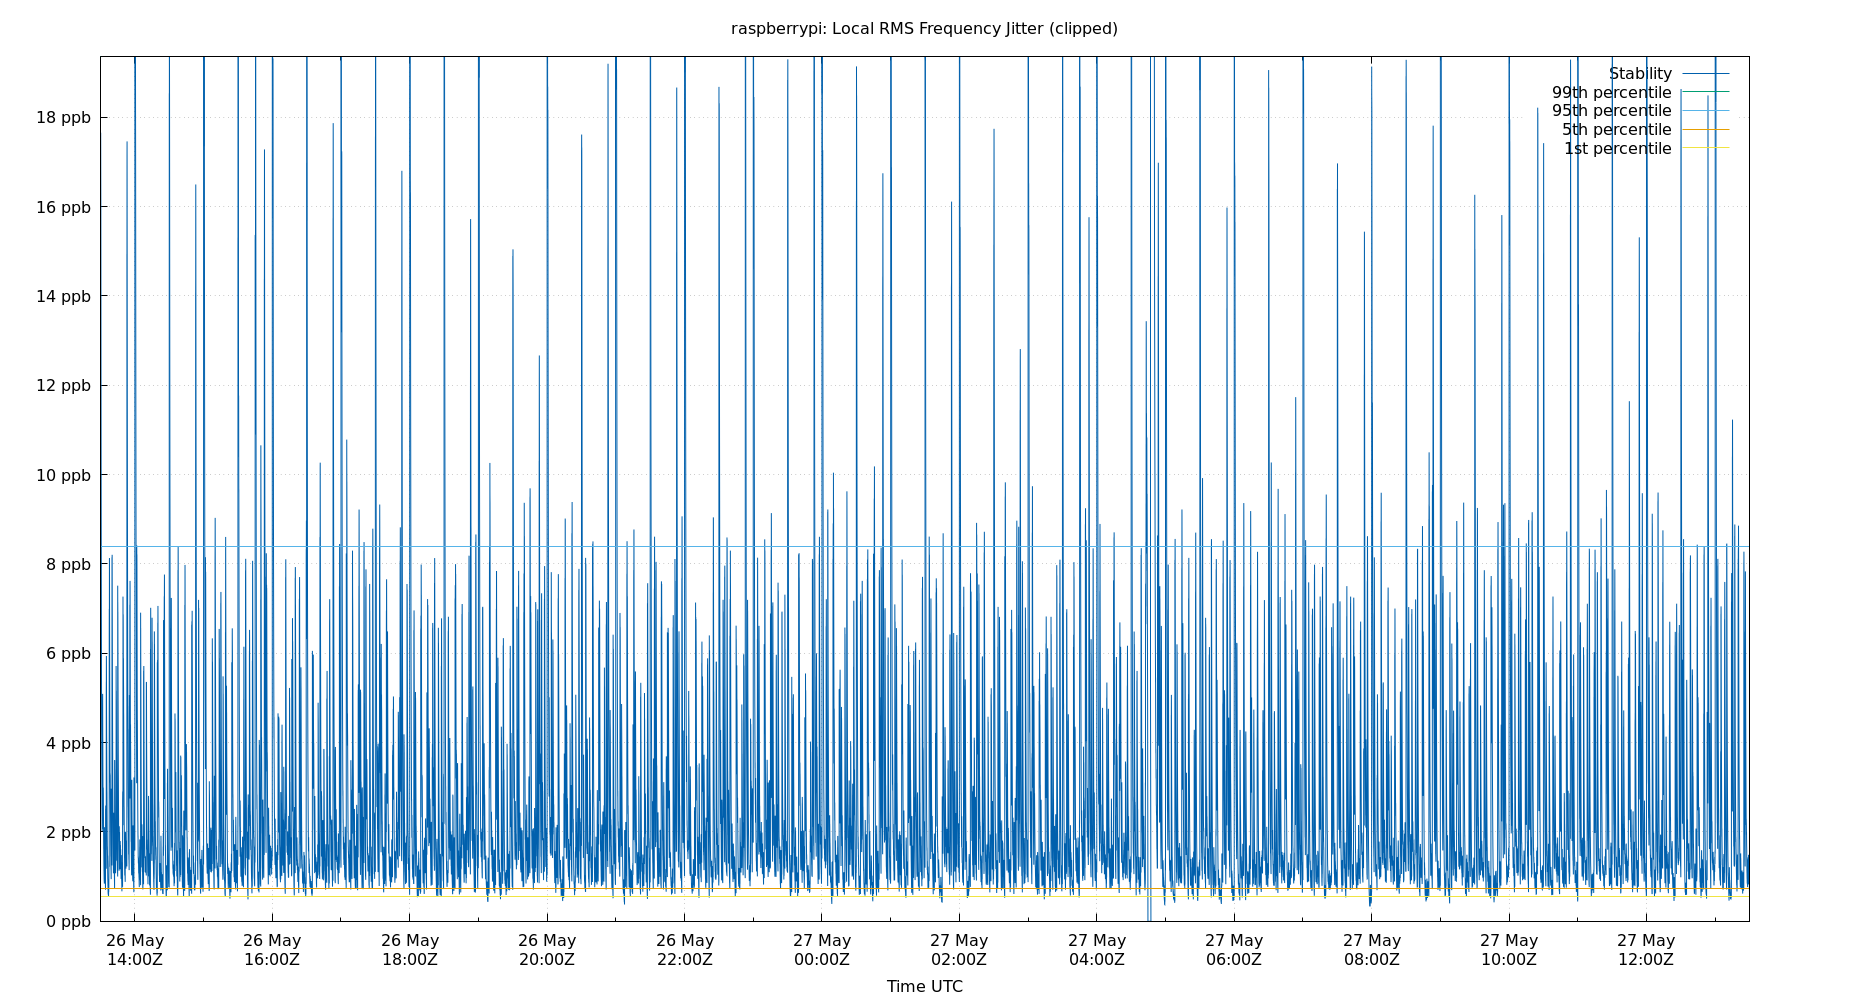 raspberrypi: Local RMS Frequency Jitter (clipped)
Stability
99th percentile
95th percentile
5th percentile
1st percentile
18 ppb
16 ppb
14 ppb
12 ppb
10 ppb
8 ppb
6 ppb
4 ppb
2 ppb
0 ppb
26 May 26 May 26 May 26 May 26 May 27 May 27 May 27 May 27 May 27 May 27 May 27 May
14:00Z 16:00Z 18:00Z 20:00Z 22:00Z 00:00Z 02:00Z 04:00Z 06:00Z 08:00Z 10:00Z 12:00Z
Time UTC